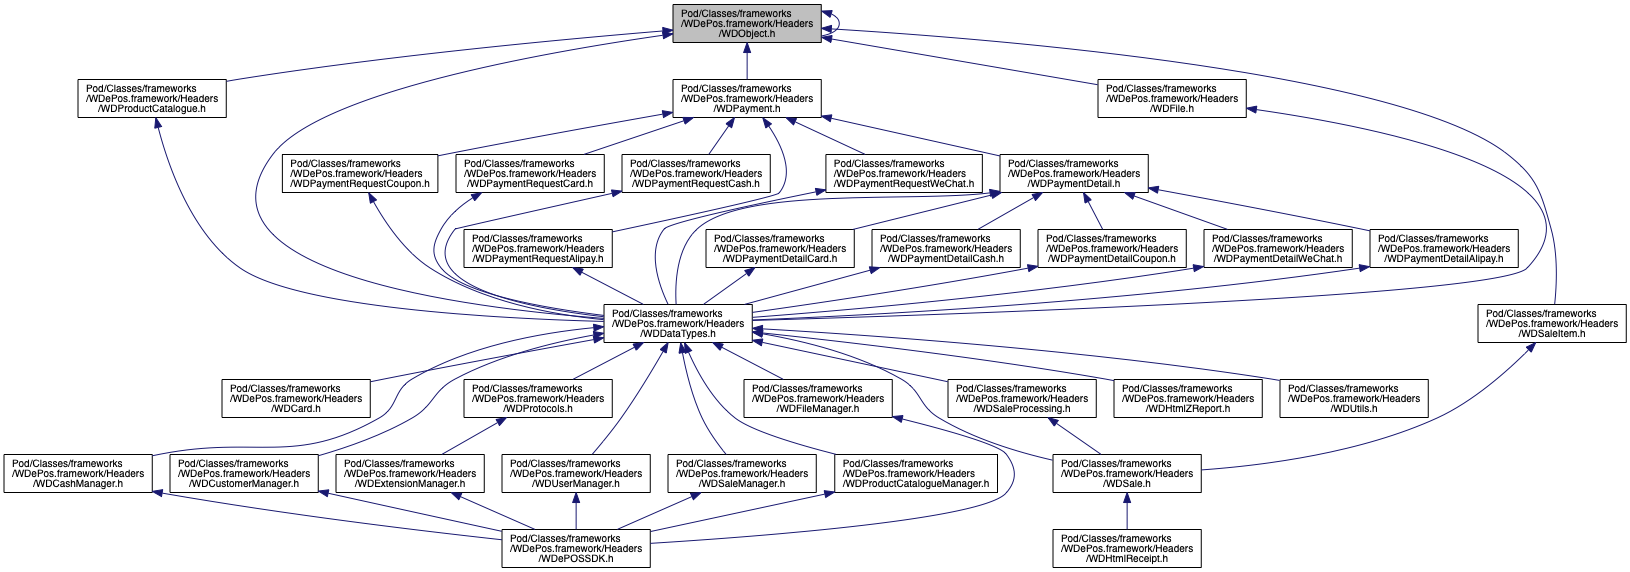 Pod/Classes/frameworks
/WDePos.framework/Headers
/WDObject.h
Pod/Classes/frameworks
/WDePos.framework/Headers
/WDProductCatalogue.h
Pod/Classes/frameworks
/WDePos.framework/Headers
/WDPayment.h
Pod/Classes/frameworks
/WDePos.framework/Headers
/WDFile.h
Pod/Classes/frameworks
/WDePos.framework/Headers
/WDPaymentRequestCoupon.h
Pod/Classes/frameworks
/WDePos.framework/Headers
/WDPaymentRequestCard.h
Pod/Classes/frameworks
/WDePos.framework/Headers
/WDPaymentRequestCash.h
Pod/Classes/frameworks
/WDePos.framework/Headers
/WDPaymentRequestWeChat.h
Pod/Classes/frameworks
/WDePos.framework/Headers
/WDPaymentDetail.h
Pod/Classes/frameworks
/WDePos.framework/Headers
/WDPaymentRequestAlipay.h
Pod/Classes/frameworks
/WDePos.framework/Headers
/WDPaymentDetailCard.h
Pod/Classes/frameworks
/WDePos.framework/Headers
/WDPaymentDetailCash.h
Pod/Classes/frameworks
/WDePos.framework/Headers
/WDPaymentDetailCoupon.h
Pod/Classes/frameworks
/WDePos.framework/Headers
/WDPaymentDetailWeChat.h
Pod/Classes/frameworks
/WDePos.framework/Headers
/WDPaymentDetailAlipay.h
Pod/Classes/frameworks
/WDePos.framework/Headers
/WDDataTypes.h
Pod/Classes/frameworks
/WDePos.framework/Headers
/WDSaleItem.h
Pod/Classes/frameworks
/WDePos.framework/Headers
/WDCard.h
Pod/Classes/frameworks
/WDePos.framework/Headers
/WDProtocols.h
Pod/Classes/frameworks
/WDePos.framework/Headers
/WDFileManager.h
Pod/Classes/frameworks
/WDePos.framework/Headers
/WDSaleProcessing.h
Pod/Classes/frameworks
/WDePos.framework/Headers
/WDHtmlZReport.h
Pod/Classes/frameworks
/WDePos.framework/Headers
/WDUtils.h
Pod/Classes/frameworks
/WDePos.framework/Headers
/WDCashManager.h
Pod/Classes/frameworks
/WDePos.framework/Headers
/WDCustomerManager.h
Pod/Classes/frameworks
/WDePos.framework/Headers
/WDExtensionManager.h
Pod/Classes/frameworks
/WDePos.framework/Headers
/WDUserManager.h
Pod/Classes/frameworks
/WDePos.framework/Headers
/WDSaleManager.h
Pod/Classes/frameworks
/WDePos.framework/Headers
/WDProductCatalogueManager.h
Pod/Classes/frameworks
/WDePos.framework/Headers
/WDSale.h
Pod/Classes/frameworks
/WDePos.framework/Headers
/WDePOSSDK.h
Pod/Classes/frameworks
/WDePos.framework/Headers
/WDHtmlReceipt.h